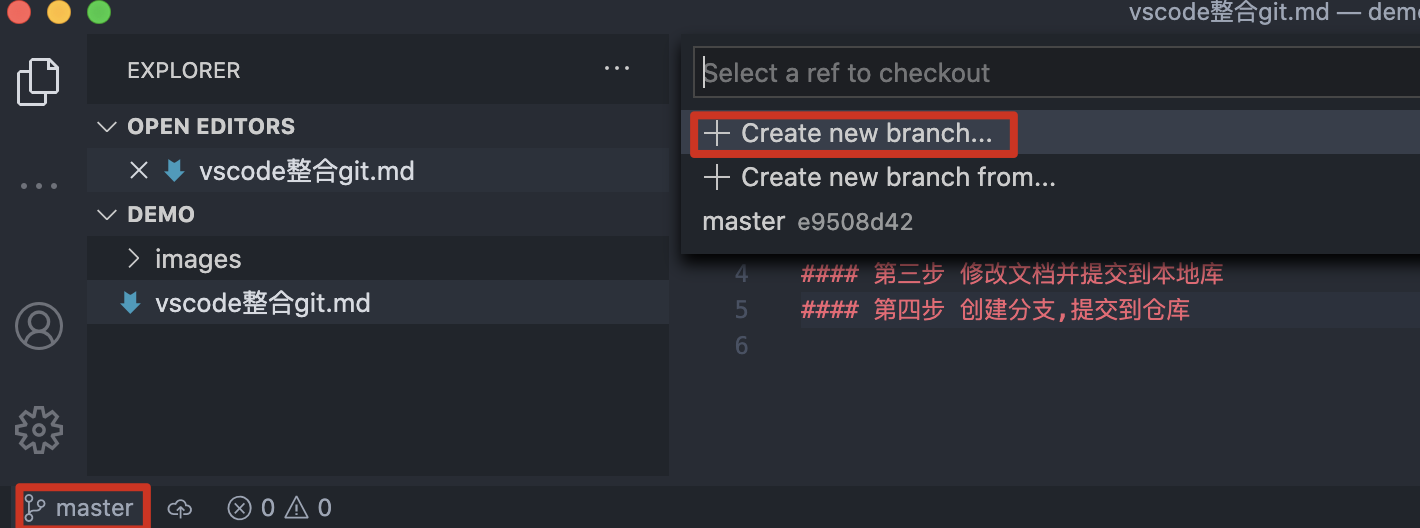 vscode整合git.md — demo
EXPLORER
OPEN EDITORS
vscode整合git.md
DEMO
images
vscode整合git.md
Select a ref to checkout
Create new branch...
Create new branch from...
master e9508d42
4 #### 第三步 修改文档并提交到本地库
5 #### 第四步 创建分支,提交到仓库
6
master 0 0